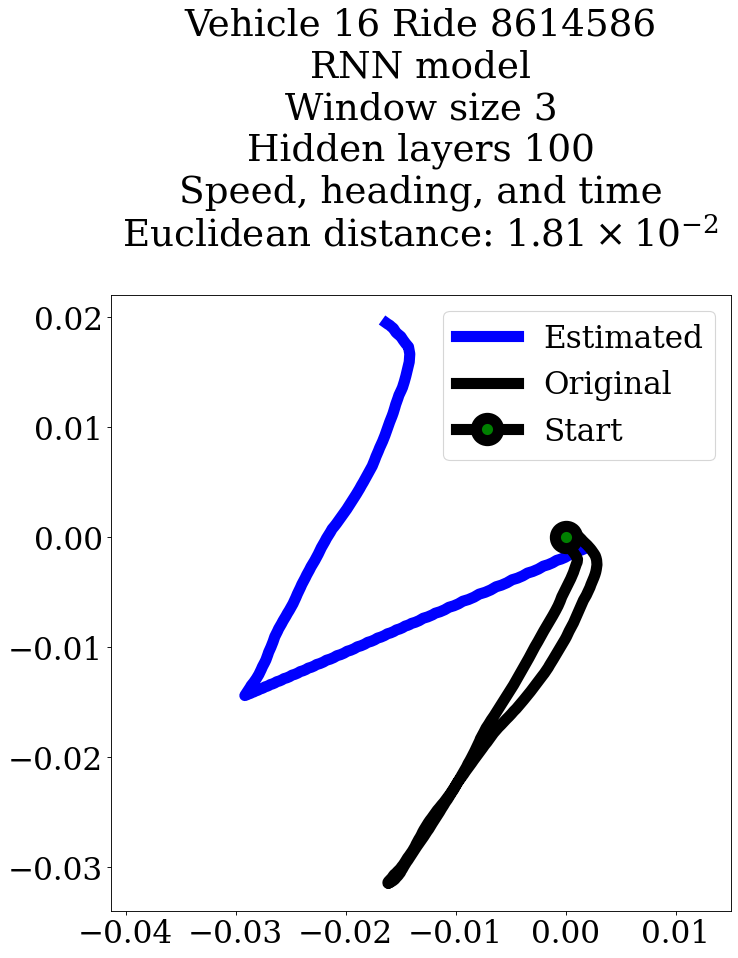 Vehicle 16 Ride 8614586
RNN model
Window size 3
Hidden layers 100
Speed, heading, and time
Euclidean distance: 1.81 × 10⁻²
Estimated
Original
Start
0.02
0.01
0.00
−0.01
−0.02
−0.03
−0.04 −0.03 −0.02 −0.01 0.00 0.01